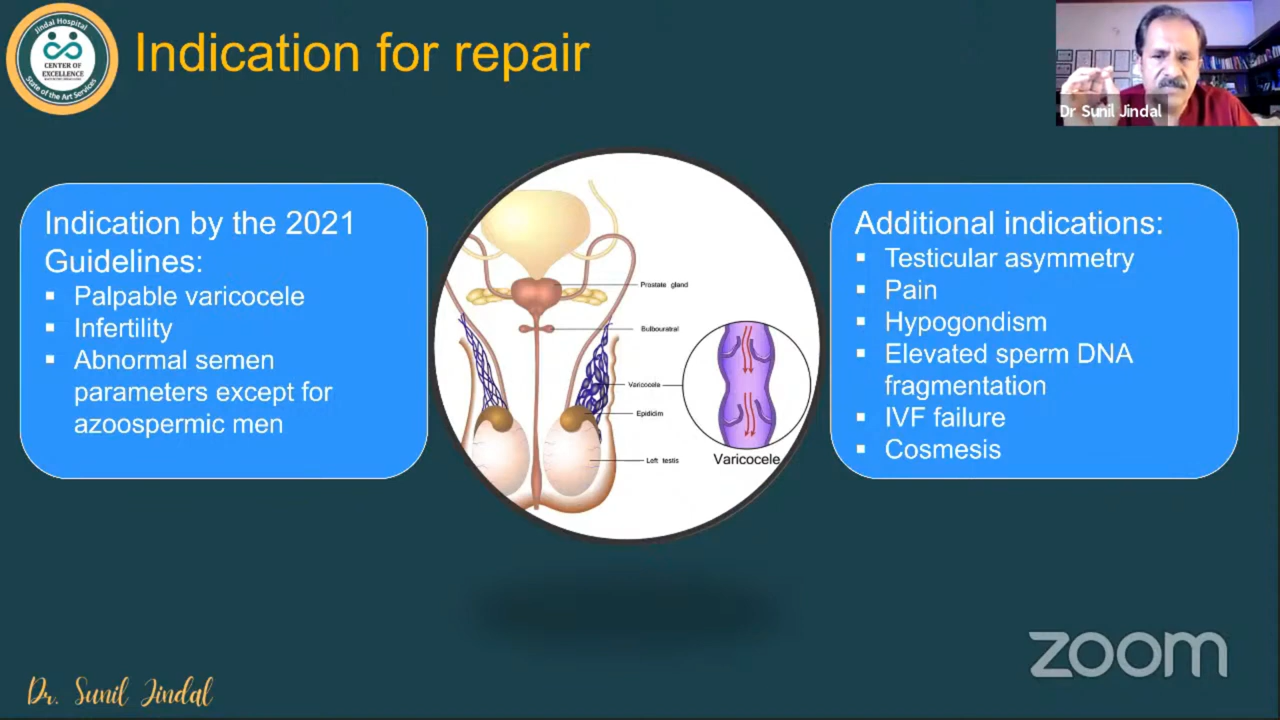 Jindal Hospital
CENTER OF
EXCELLENCE
State of the Art Services
Indication for repair
Dr Sunil Jindal
Indication by the 2021
Guidelines:
▪ Palpable varicocele
▪ Infertility
▪ Abnormal semen
parameters except for
azoospermic men
Prostate gland
Bulbouratral
Varicocele
Epididim
Left testis
Varicocele
Additional indications:
▪ Testicular asymmetry
▪ Pain
▪ Hypogondism
▪ Elevated sperm DNA
fragmentation
▪ IVF failure
▪ Cosmesis
zoom
Dr. Sunil Jindal